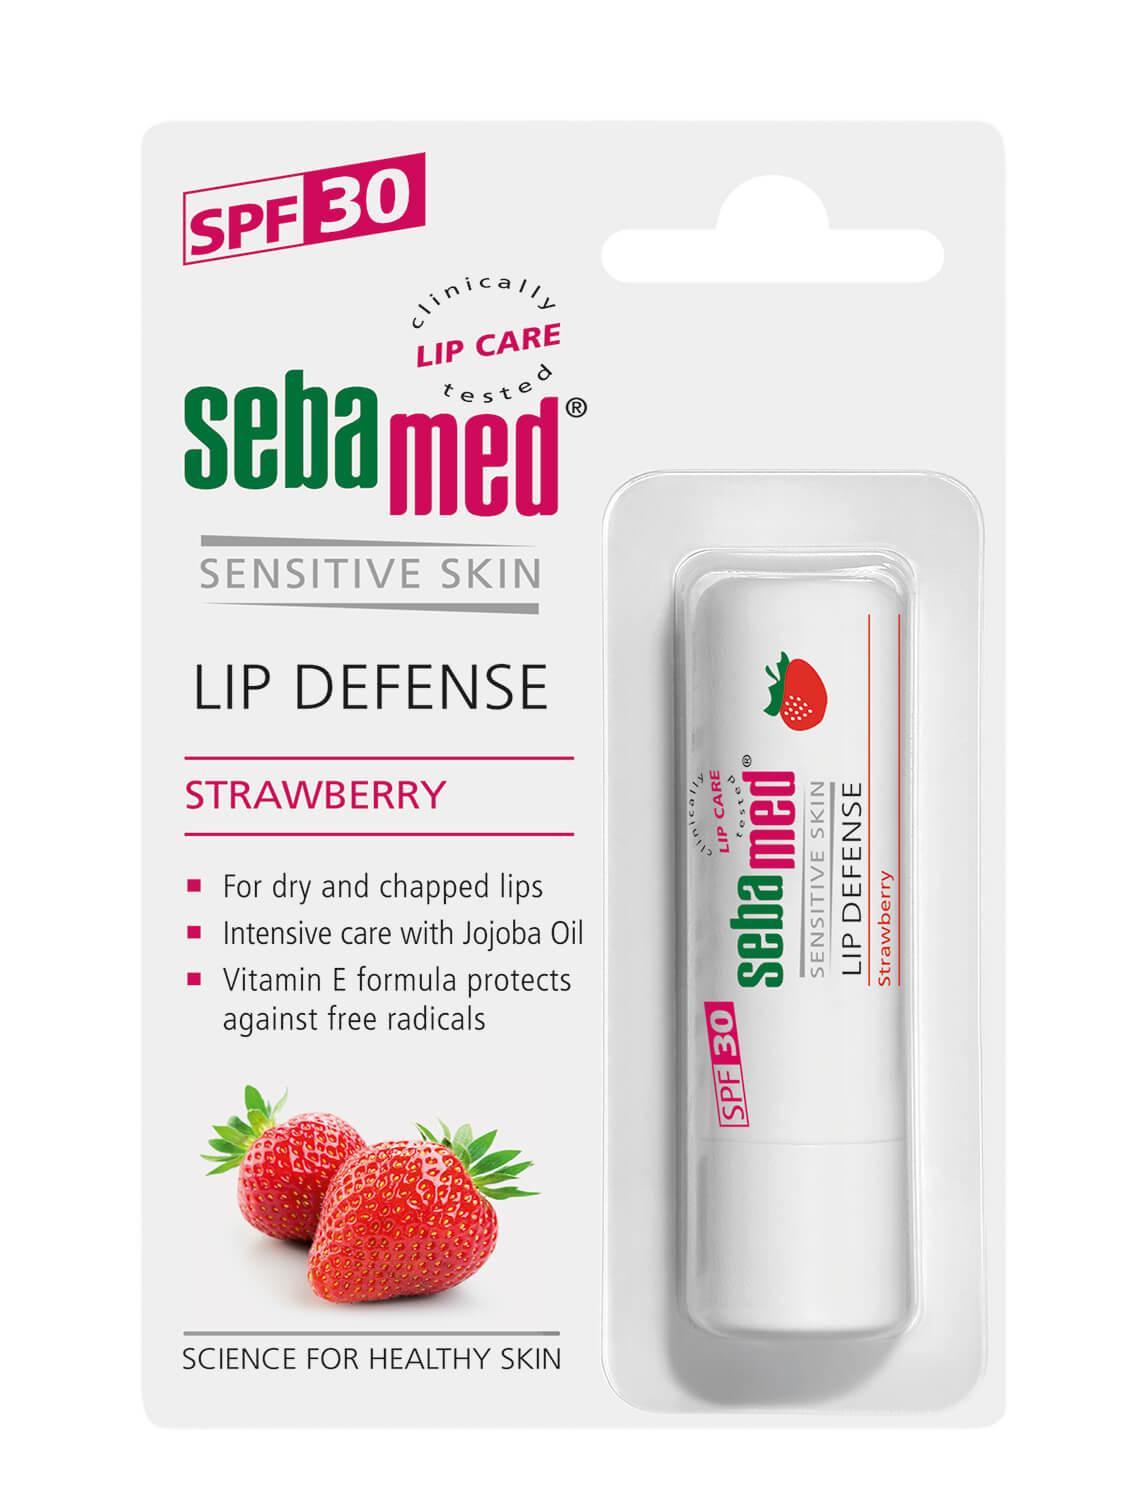 SPF 30
clinically
LIP CARE
tested
sebamed®
SENSITIVE SKIN
LIP DEFENSE
STRAWBERRY
▪ For dry and chapped lips
▪ Intensive care with Jojoba Oil
▪ Vitamin E formula protects
against free radicals
SCIENCE FOR HEALTHY SKIN
SPF 30
clinically
LIP CARE
tested
sebamed®
SENSITIVE SKIN
LIP DEFENSE
Strawberry